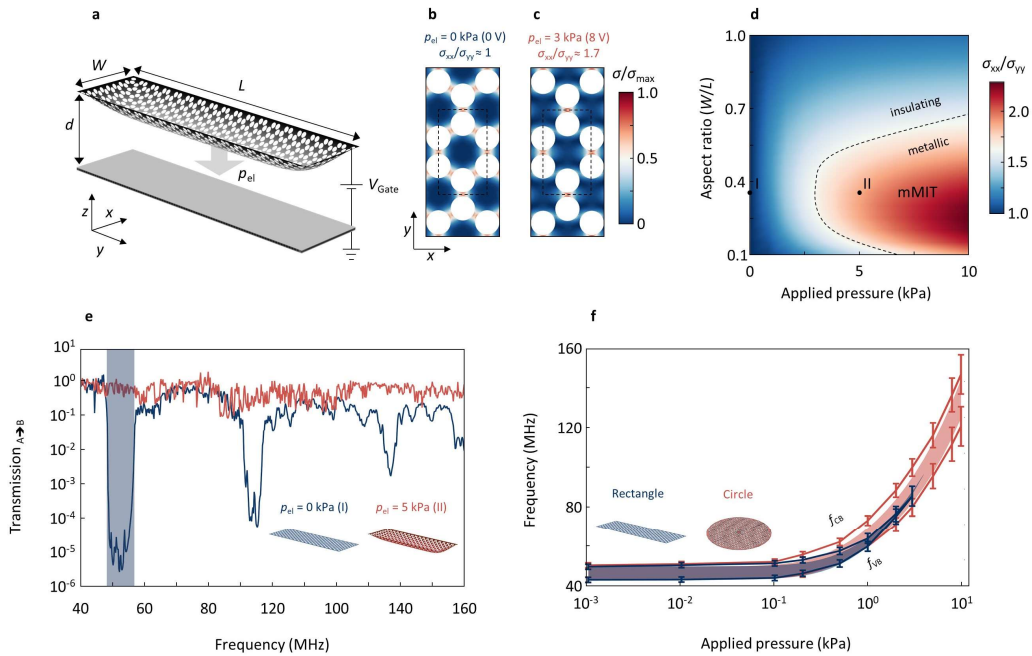 a
W
L
d
p_el
V_Gate
z
x
y
b
p_el = 0 kPa (0 V)
σ_xx/σ_yy ≈ 1
y
x
c
p_el = 3 kPa (8 V)
σ_xx/σ_yy ≈ 1.7
σ/σ_max
1.0
0.5
0
d
Aspect ratio (W/L)
1.0
0.7
0.4
0.1
I
II
insulating
metallic
mMIT
0
5
10
Applied pressure (kPa)
σ_xx/σ_yy
2.0
1.5
1.0
e
Transmission A➔B
10^1
10^0
10^-1
10^-2
10^-3
10^-4
10^-5
10^-6
p_el = 0 kPa (I)
p_el = 5 kPa (II)
40
60
80
120
100
120
160
Frequency (MHz)
f
Frequency (MHz)
160
120
80
40
Rectangle
Circle
f_CB
f_VB
10^-3
10^-2
10^-1
10^0
10^1
Applied pressure (kPa)